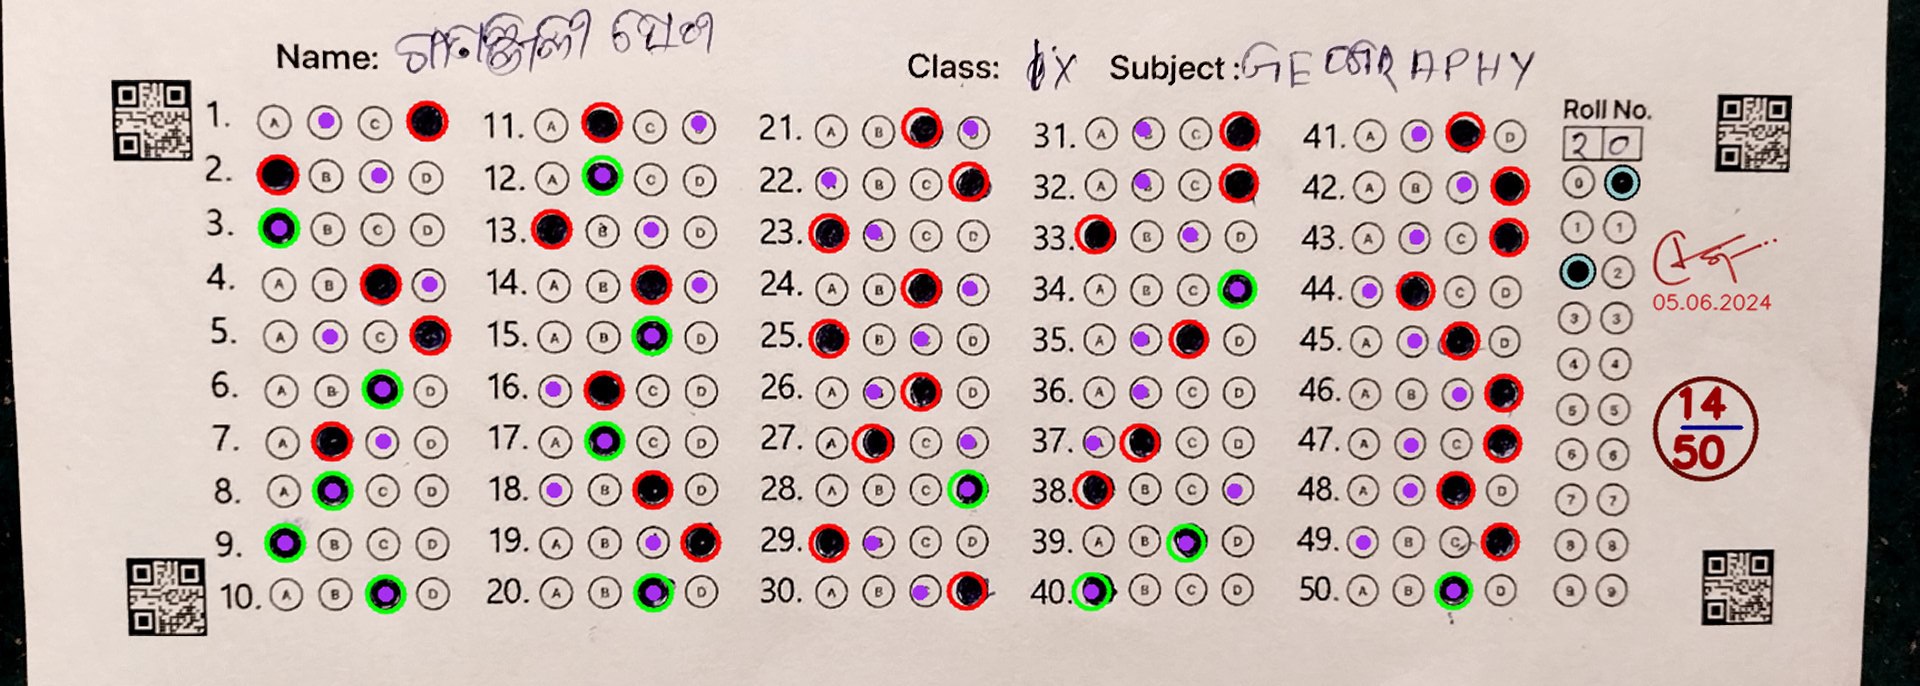 Name: ଗୀତାଞ୍ଜଳୀ ସେଠୀ Class: IX Subject: GEOGRAPHY
Roll No.
20
1. A B C D 11. A B C D 21. A B C D 31. A B C D 41. A B C D 0 0
2. A B C D 12. A B C D 22. A B C D 32. A B C D 42. A B C D 1 1
3. A B C D 13. A B C D 23. A B C D 33. A B C D 43. A B C D 2 2
4. A B C D 14. A B C D 24. A B C D 34. A B C D 44. A B C D 3 3
5. A B C D 15. A B C D 25. A B C D 35. A B C D 45. A B C D 4 4
6. A B C D 16. A B C D 26. A B C D 36. A B C D 46. A B C D 5 5
7. A B C D 17. A B C D 27. A B C D 37. A B C D 47. A B C D 6 6
8. A B C D 18. A B C D 28. A B C D 38. A B C D 48. A B C D 7 7
9. A B C D 19. A B C D 29. A B C D 39. A B C D 49. A B C D 8 8
10. A B C D 20. A B C D 30. A B C D 40. A B C D 50. A B C D 9 9
05.06.2024
14
50